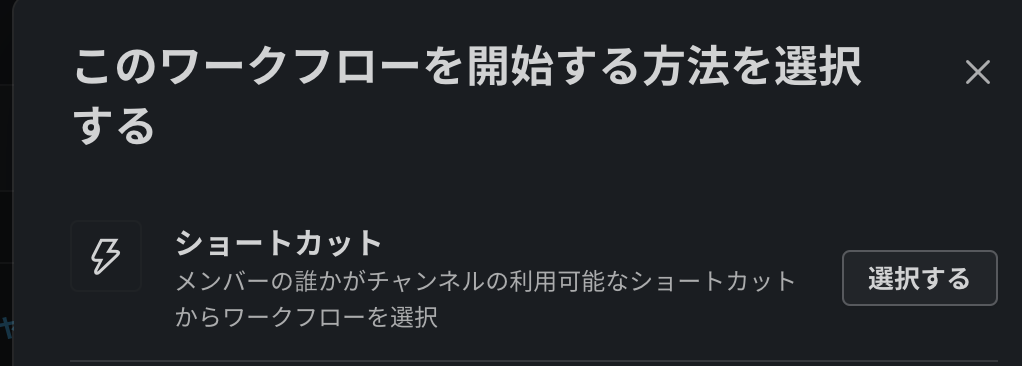 このワークフローを開始する方法を選択
する
ショートカット
メンバーの誰かがチャンネルの利用可能なショートカット
からワークフローを選択
選択する